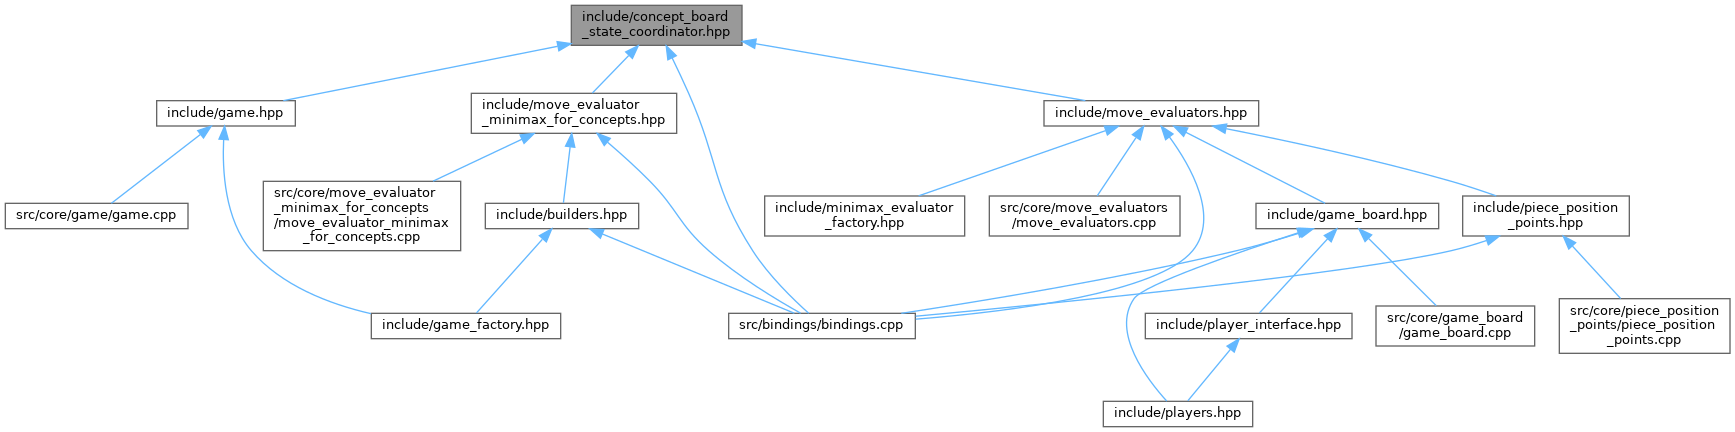 include/concept_board
_state_coordinator.hpp
include/game.hpp
include/move_evaluator
_minimax_for_concepts.hpp
include/move_evaluators.hpp
src/core/game/game.cpp
src/core/move_evaluator
_minimax_for_concepts
/move_evaluator_minimax
_for_concepts.cpp
include/builders.hpp
include/minimax_evaluator
_factory.hpp
src/core/move_evaluators
/move_evaluators.cpp
include/game_board.hpp
include/piece_position
_points.hpp
include/game_factory.hpp
src/bindings/bindings.cpp
include/player_interface.hpp
src/core/game_board
/game_board.cpp
src/core/piece_position
_points/piece_position
_points.cpp
include/players.hpp